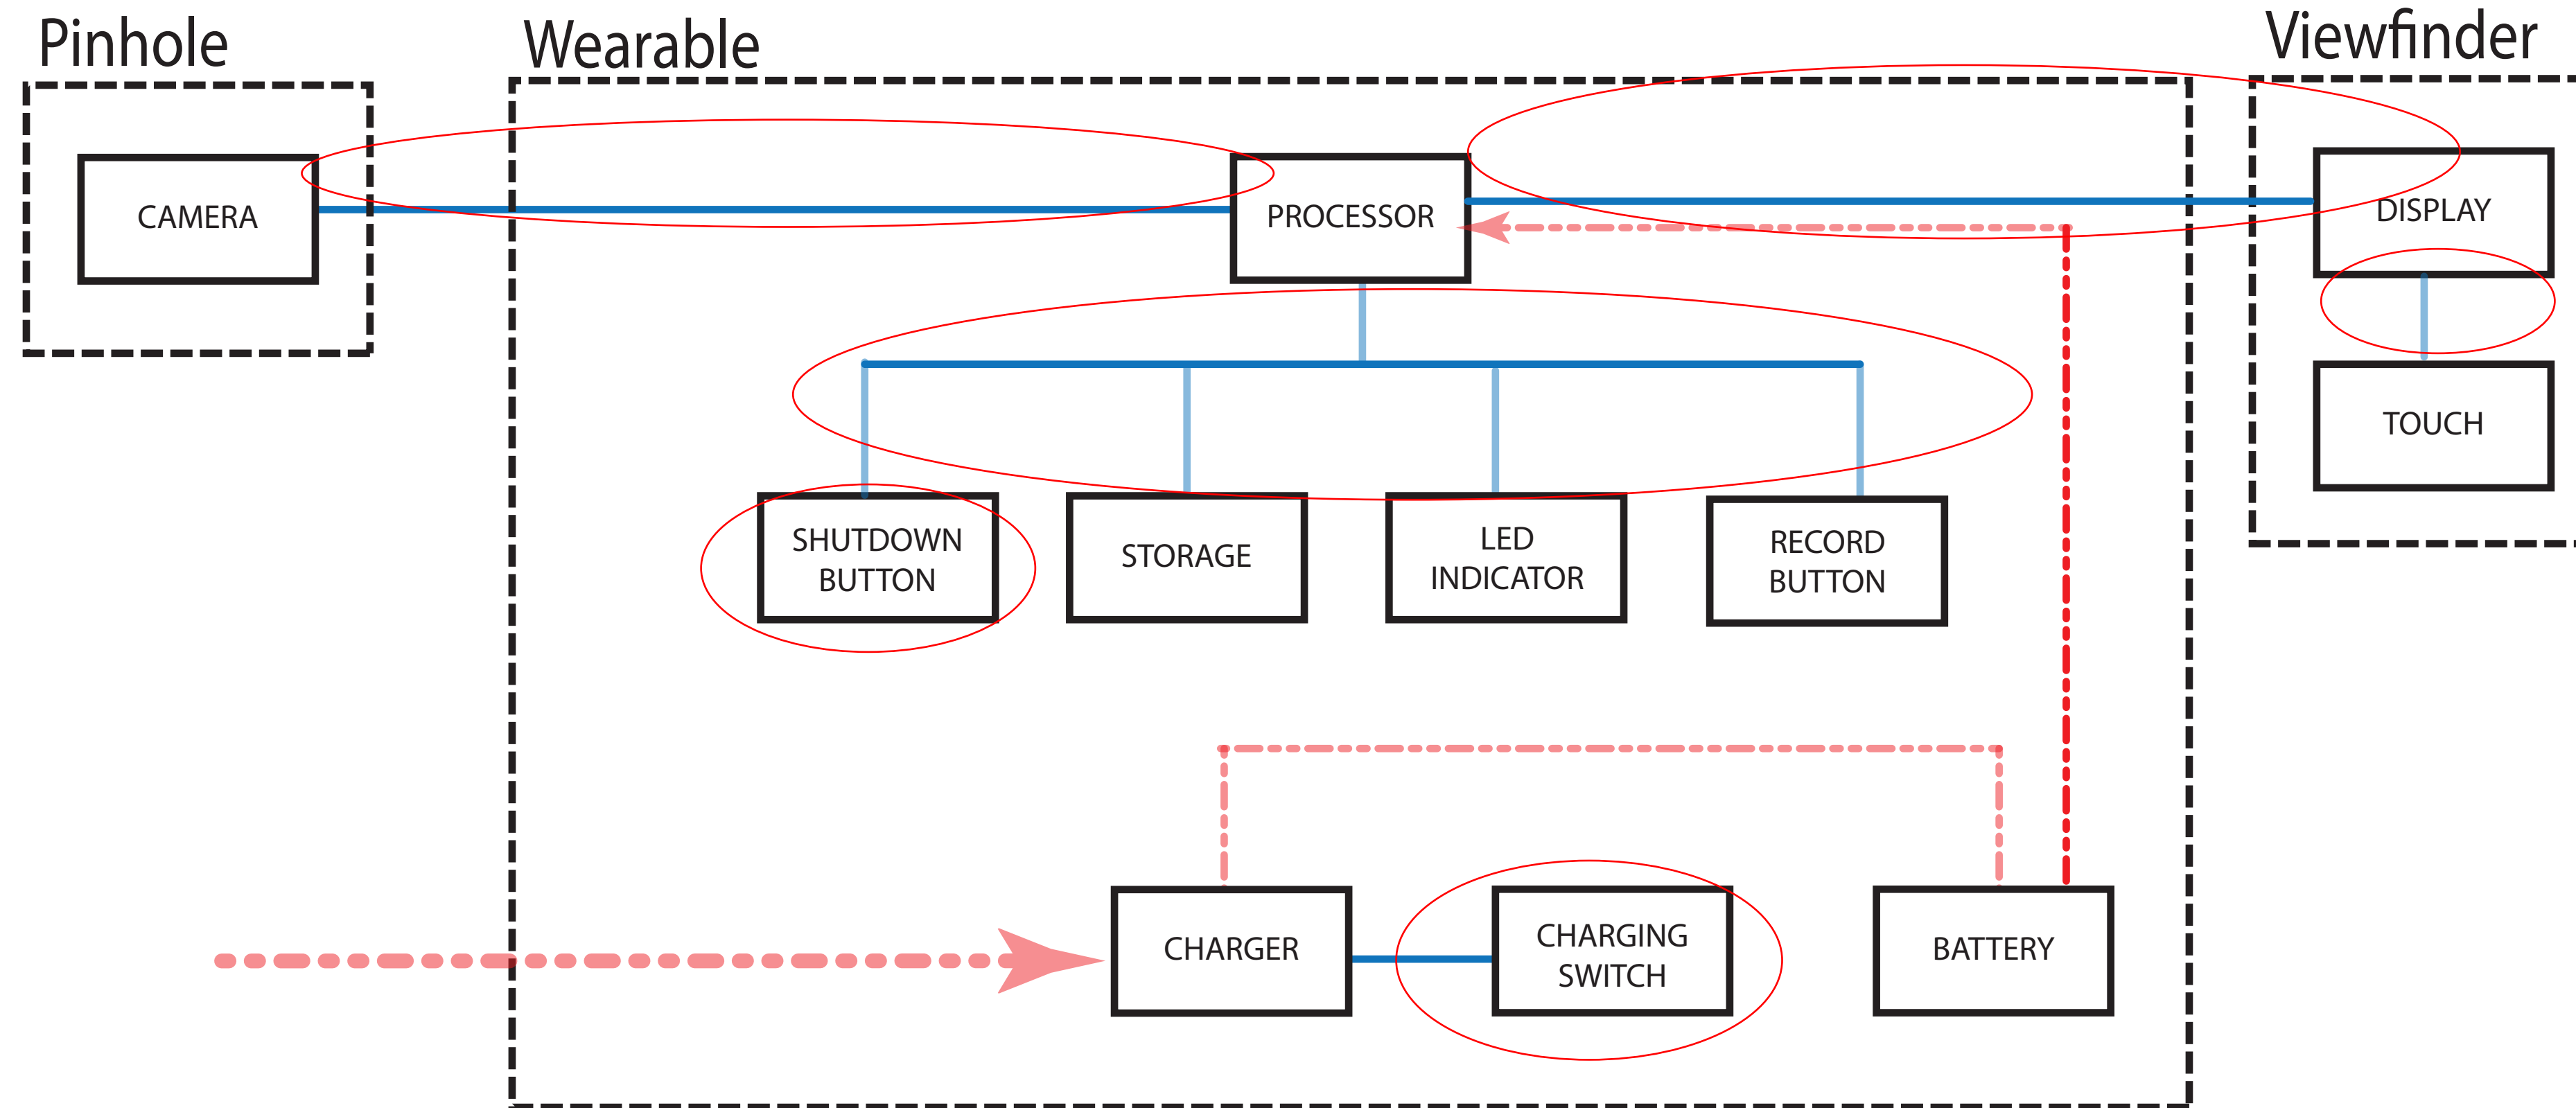 Pinhole
Wearable
Viewfinder
CAMERA
PROCESSOR
DISPLAY
TOUCH
SHUTDOWN
BUTTON
STORAGE
LED
INDICATOR
RECORD
BUTTON
CHARGER
CHARGING
SWITCH
BATTERY